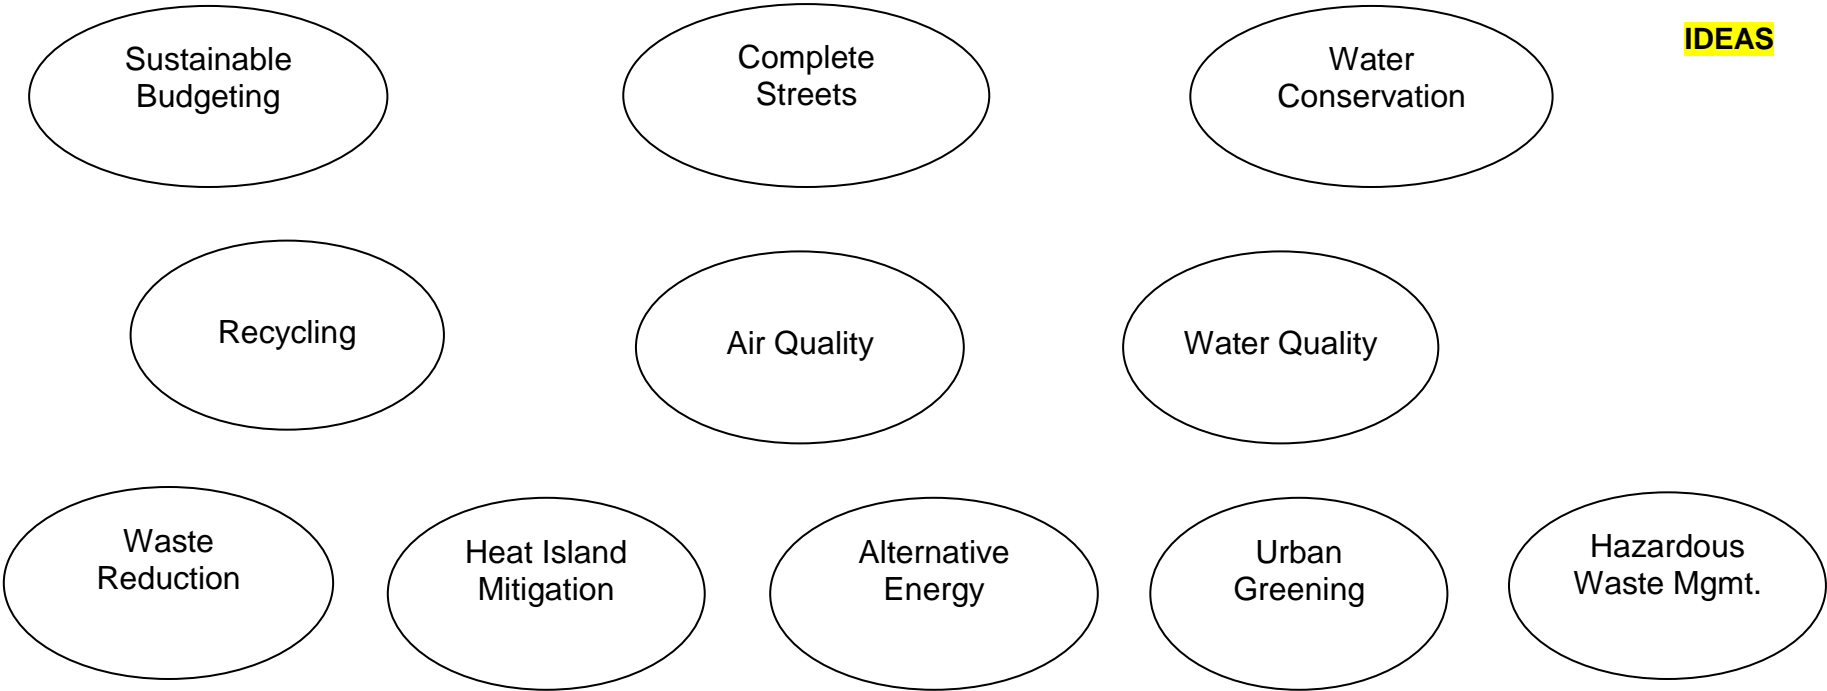 IDEAS
Sustainable
Budgeting
Complete
Streets
Water
Conservation
Recycling
Air Quality
Water Quality
Waste
Reduction
Heat Island
Mitigation
Alternative
Energy
Urban
Greening
Hazardous
Waste Mgmt.